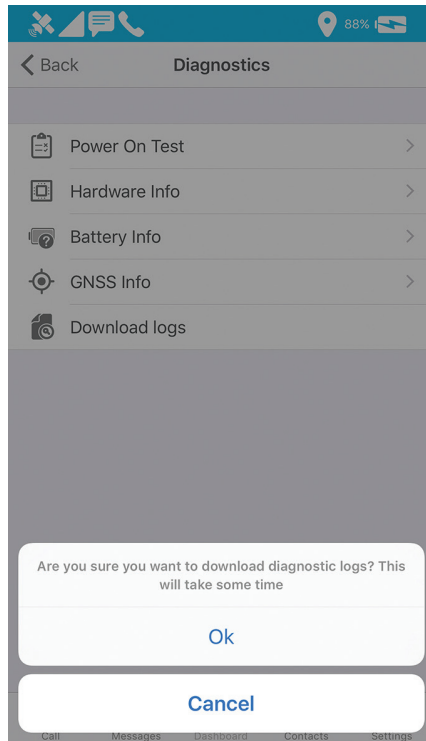 88%
Back
Diagnostics
Power On Test
Hardware Info
Battery Info
GNSS Info
Download logs
Are you sure you want to download diagnostic logs? This
will take some time
Ok
Cancel
Call Messages Dashboard Contacts Settings